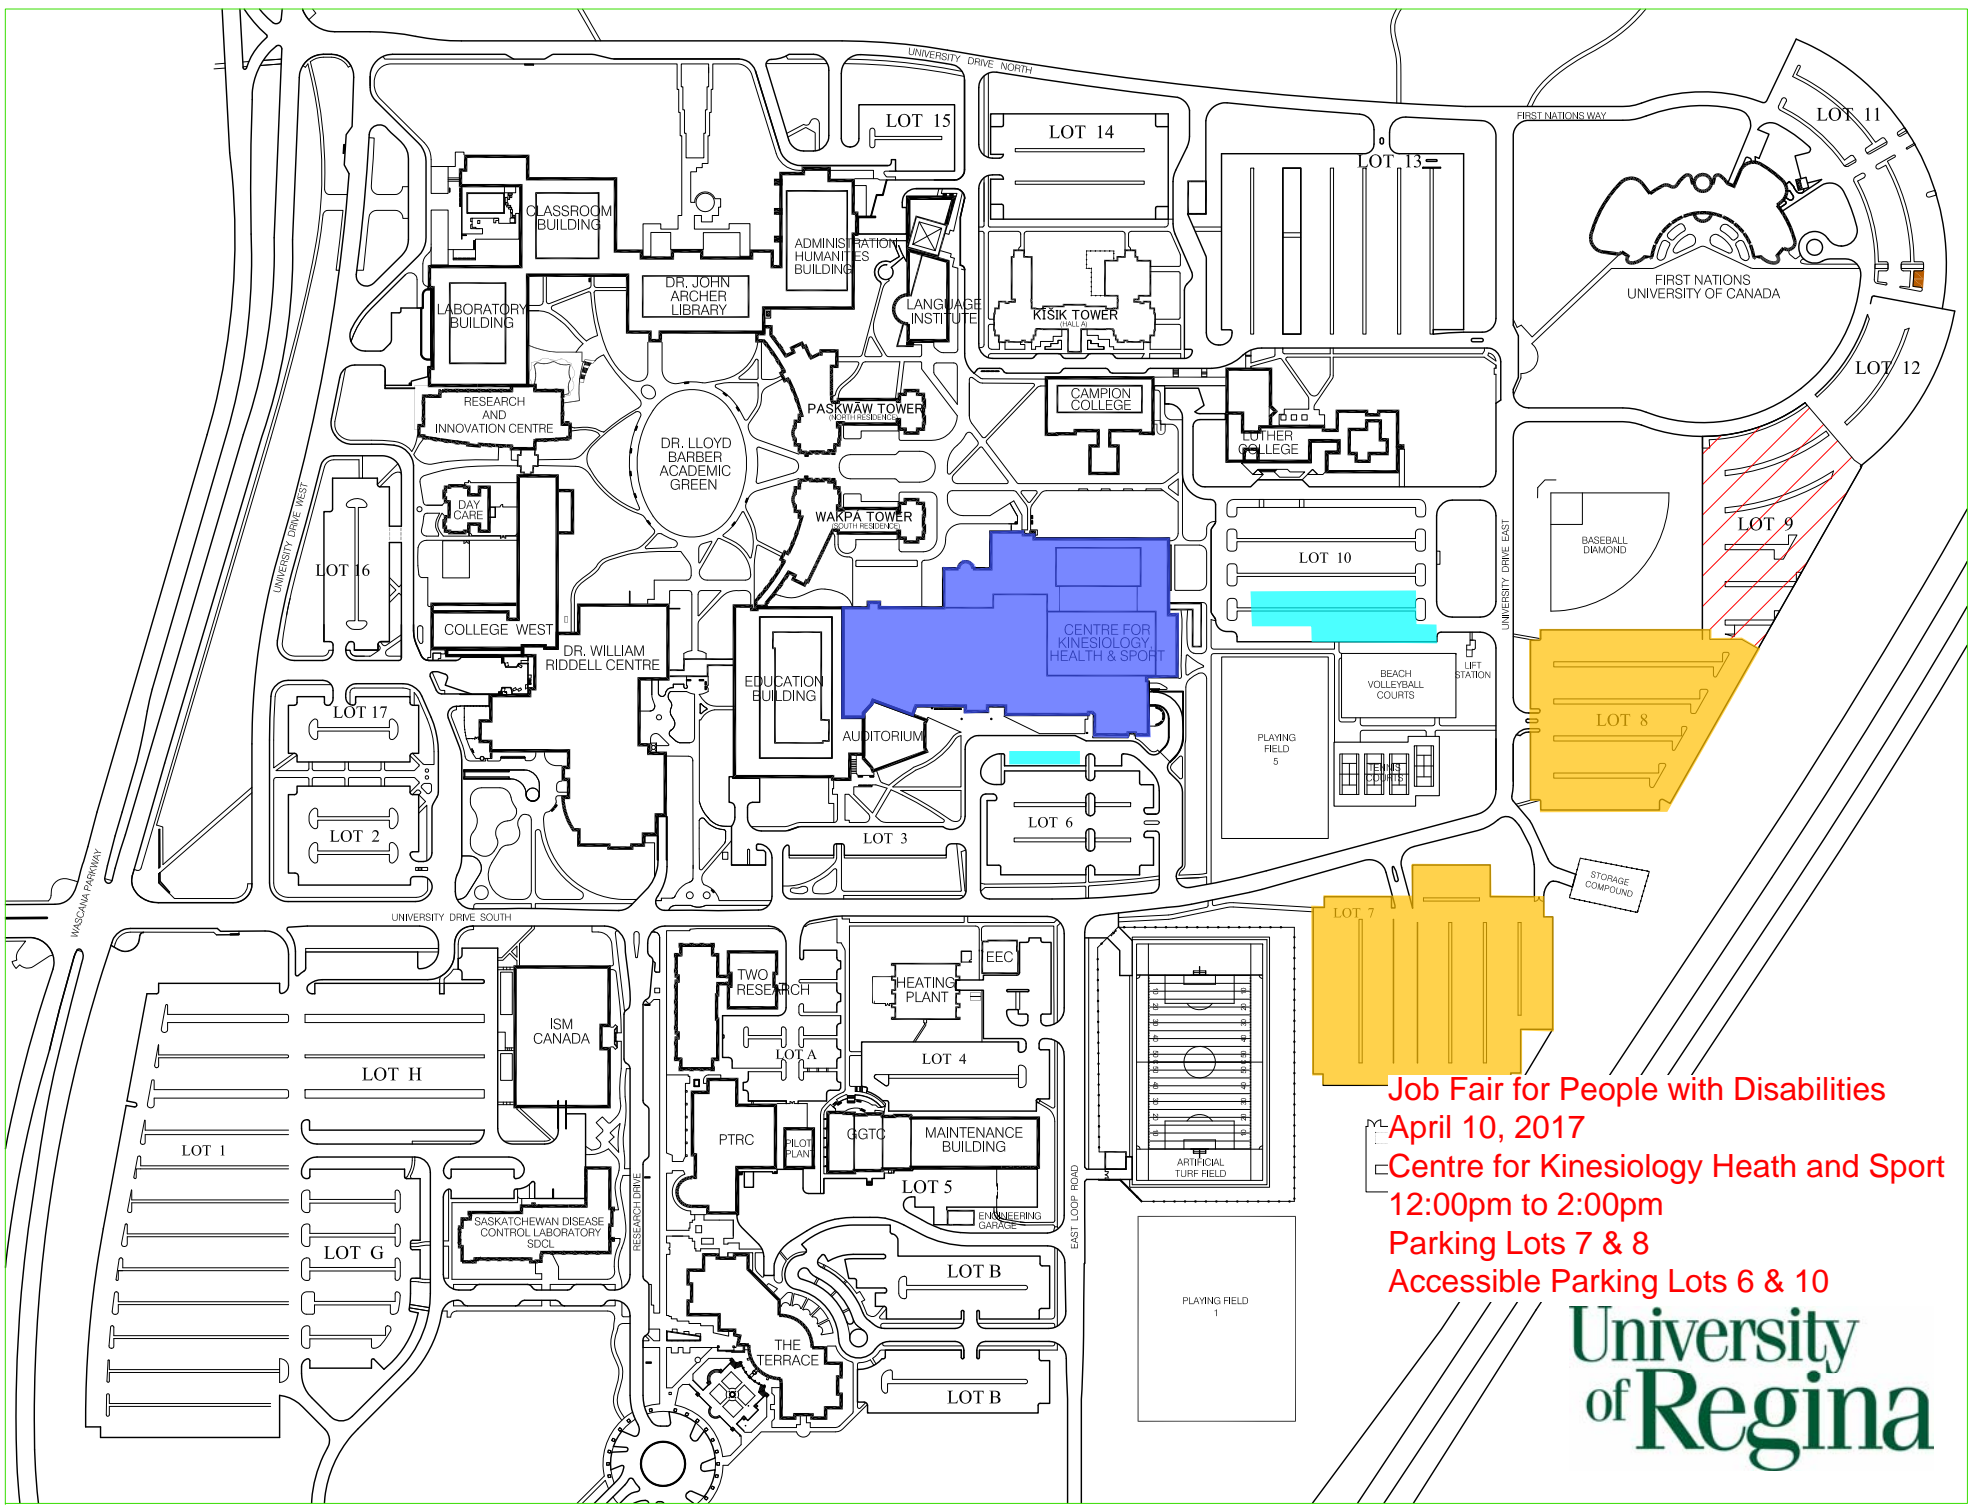 UNIVERSITY DRIVE NORTH
LOT 15
LOT 14
LOT 13
FIRST NATIONS WAY
LOT 11
CLASSROOM
BUILDING
ADMINISTRATION
HUMANITIES
BUILDING
DR. JOHN
ARCHER
LIBRARY
LABORATORY
BUILDING
LANGUAGE
INSTITUTE
KĪŠIK TOWER
(HALL A)
FIRST NATIONS
UNIVERSITY OF CANADA
LOT 12
RESEARCH
AND
INNOVATION CENTRE
PASKWĀW TOWER
(NORTH RESIDENCE)
CAMPION
COLLEGE
LUTHER
COLLEGE
DR. LLOYD
BARBER
ACADEMIC
GREEN
DAY
CARE
WAKPÁ TOWER
(SOUTH RESIDENCE)
UNIVERSITY DRIVE WEST
LOT 16
LOT 10
UNIVERSITY DRIVE EAST
BASEBALL
DIAMOND
LOT 9
COLLEGE WEST
DR. WILLIAM
RIDDELL CENTRE
CENTRE FOR
KINESIOLOGY,
HEALTH & SPORT
EDUCATION
BUILDING
AUDITORIUM
BEACH
VOLLEYBALL
COURTS
LIFT
STATION
LOT 17
LOT 8
PLAYING
FIELD
5
TENNIS
COURTS
LOT 2
LOT 3
LOT 6
WASCANA PARKWAY
STORAGE
COMPOUND
UNIVERSITY DRIVE SOUTH
LOT 7
TWO
RESEARCH
HEATING
PLANT
EEC
ISM
CANADA
LOT A
LOT 4
LOT H
LOT 1
PTRC
PILOT
PLANT
GGTC
MAINTENANCE
BUILDING
ARTIFICIAL
TURF FIELD
LOT 5
ENGINEERING
GARAGE
RESEARCH DRIVE
EAST LOOP ROAD
SASKATCHEWAN DISEASE
CONTROL LABORATORY
SDCL
LOT G
LOT B
THE
TERRACE
LOT B
PLAYING FIELD
1
Job Fair for People with Disabilities
April 10, 2017
Centre for Kinesiology Heath and Sport
12:00pm to 2:00pm
Parking Lots 7 & 8
Accessible Parking Lots 6 & 10
University
of Regina